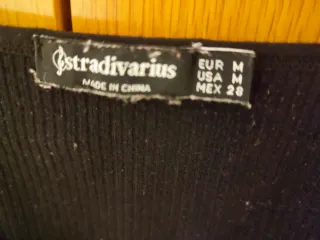 stradivarius
MADE IN CHINA
EUR M
USA M
MEX 28